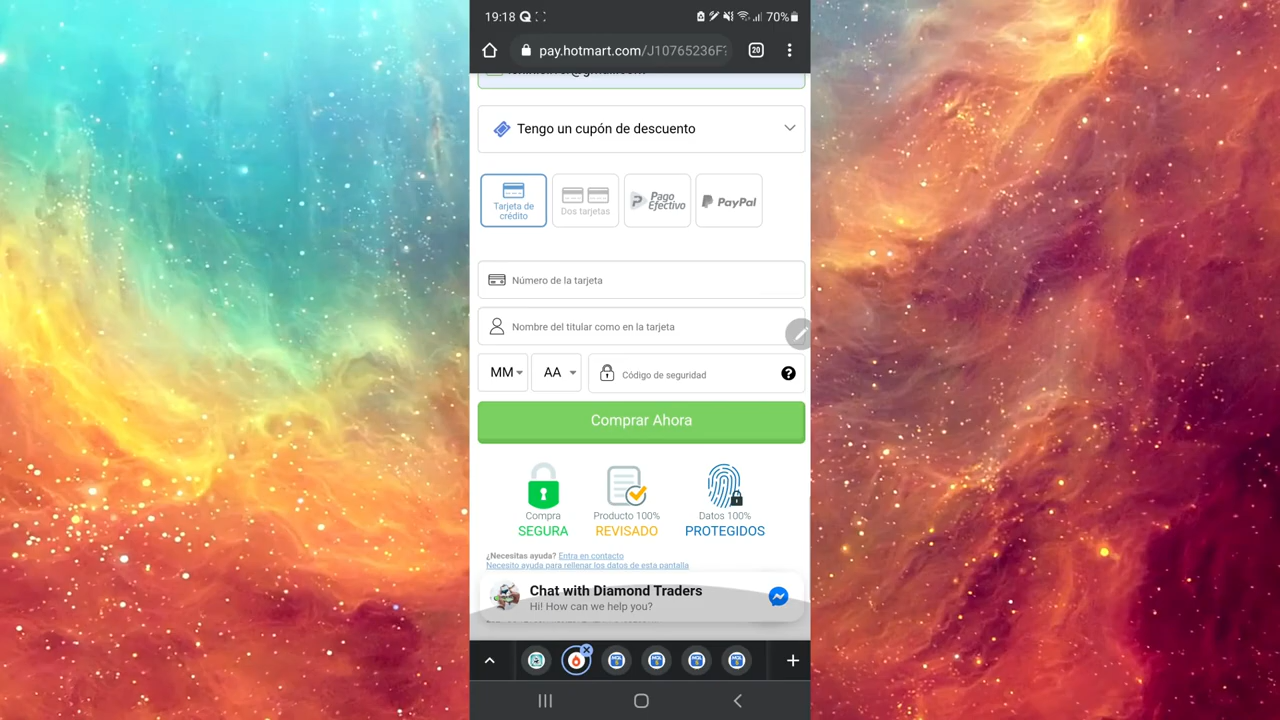 19:18
70%
pay.hotmart.com/J10765236F
20
Tengo un cupón de descuento
Tarjeta de
crédito
Dos tarjetas
Pago
Efectivo
PayPal
Número de la tarjeta
Nombre del titular como en la tarjeta
MM
AA
Código de seguridad
Comprar Ahora
Compra
SEGURA
Producto 100%
REVISADO
Datos 100%
PROTEGIDOS
¿Necesitas ayuda? Entra en contacto
Necesito ayuda para rellenar los datos de esta pantalla
Chat with Diamond Traders
Hi! How can we help you?